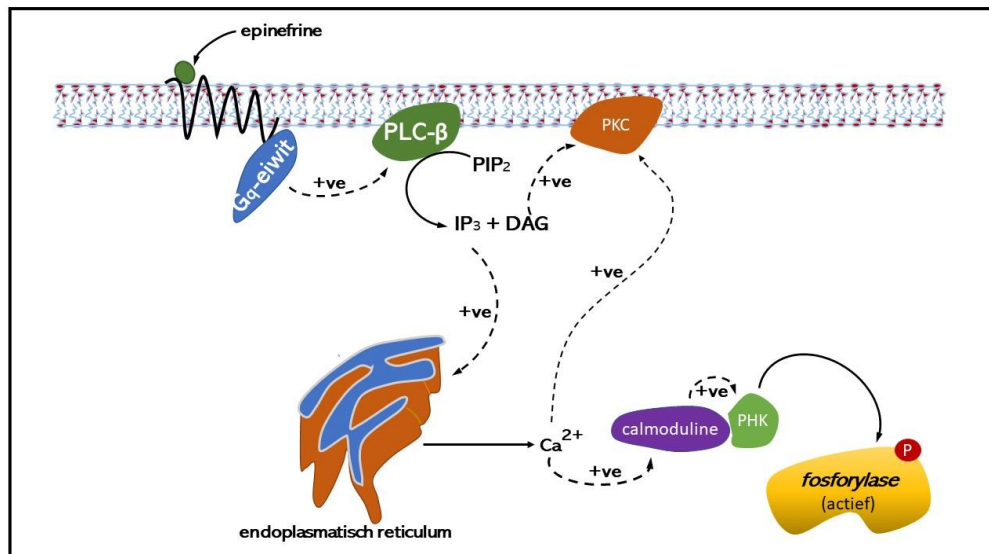 epinefrine
PLC-β
PKC
Gq-eiwit
+ve
PIP₂
+ve
IP₃ + DAG
+ve
+ve
+ve
calmoduline
PHK
Ca²⁺
+ve
P
fosforylase
(actief)
endoplasmatisch reticulum